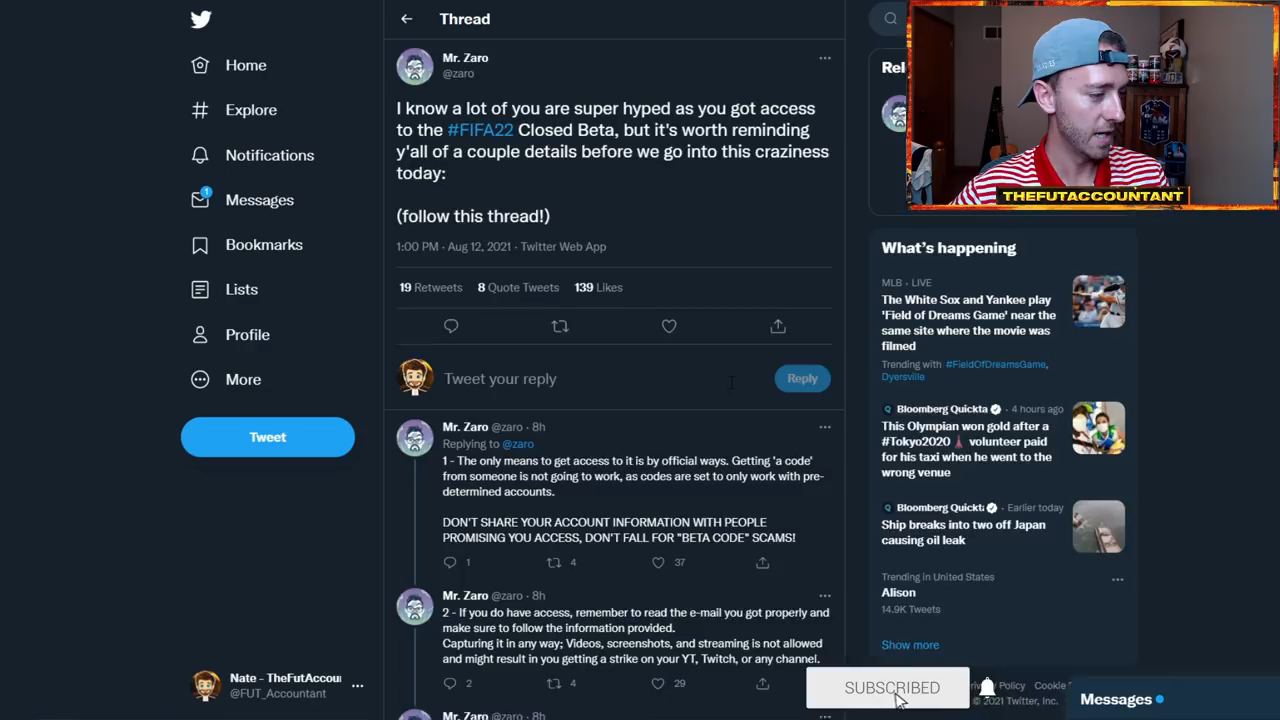 Home
Explore
Notifications
1
Messages
Bookmarks
Lists
Profile
More
Tweet
Nate - TheFutAccou
@FUT_Accountant
Thread
Mr. Zaro
@zaro
I know a lot of you are super hyped as you got access
to the #FIFA22 Closed Beta, but it's worth reminding
y'all of a couple details before we go into this craziness
today:
(follow this thread!)
1:00 PM · Aug 12, 2021 · Twitter Web App
19 Retweets 8 Quote Tweets 139 Likes
Tweet your reply
Reply
Mr. Zaro @zaro · 8h
Replying to @zaro
1 - The only means to get access to it is by official ways. Getting 'a code'
from someone is not going to work, as codes are set to only work with pre-
determined accounts.
DON'T SHARE YOUR ACCOUNT INFORMATION WITH PEOPLE
PROMISING YOU ACCESS, DON'T FALL FOR "BETA CODE" SCAMS!
1 4 37
Mr. Zaro @zaro · 8h
2 - If you do have access, remember to read the e-mail you got properly and
make sure to follow the information provided.
Capturing it in any way; Videos, screenshots, and streaming is not allowed
and might result in you getting a strike on your YT, Twitch, or any channel.
2 4 29
Mr. Zaro @zaro · 8h
Rel
THEFUTACCOUNTANT
What's happening
MLB · LIVE
The White Sox and Yankee play
'Field of Dreams Game' near the
same site where the movie was
filmed
Trending with #FieldOfDreamsGame,
Dyersville
Bloomberg Quickta · 4 hours ago
This Olympian won gold after a
#Tokyo2020 volunteer paid
for his taxi when he went to the
wrong venue
Bloomberg Quickta · Earlier today
Ship breaks into two off Japan
causing oil leak
Trending in United States
Alison
14.9K Tweets
Show more
SUBSCRIBED
Policy Cookie
© 2021 Twitter, Inc.
Messages